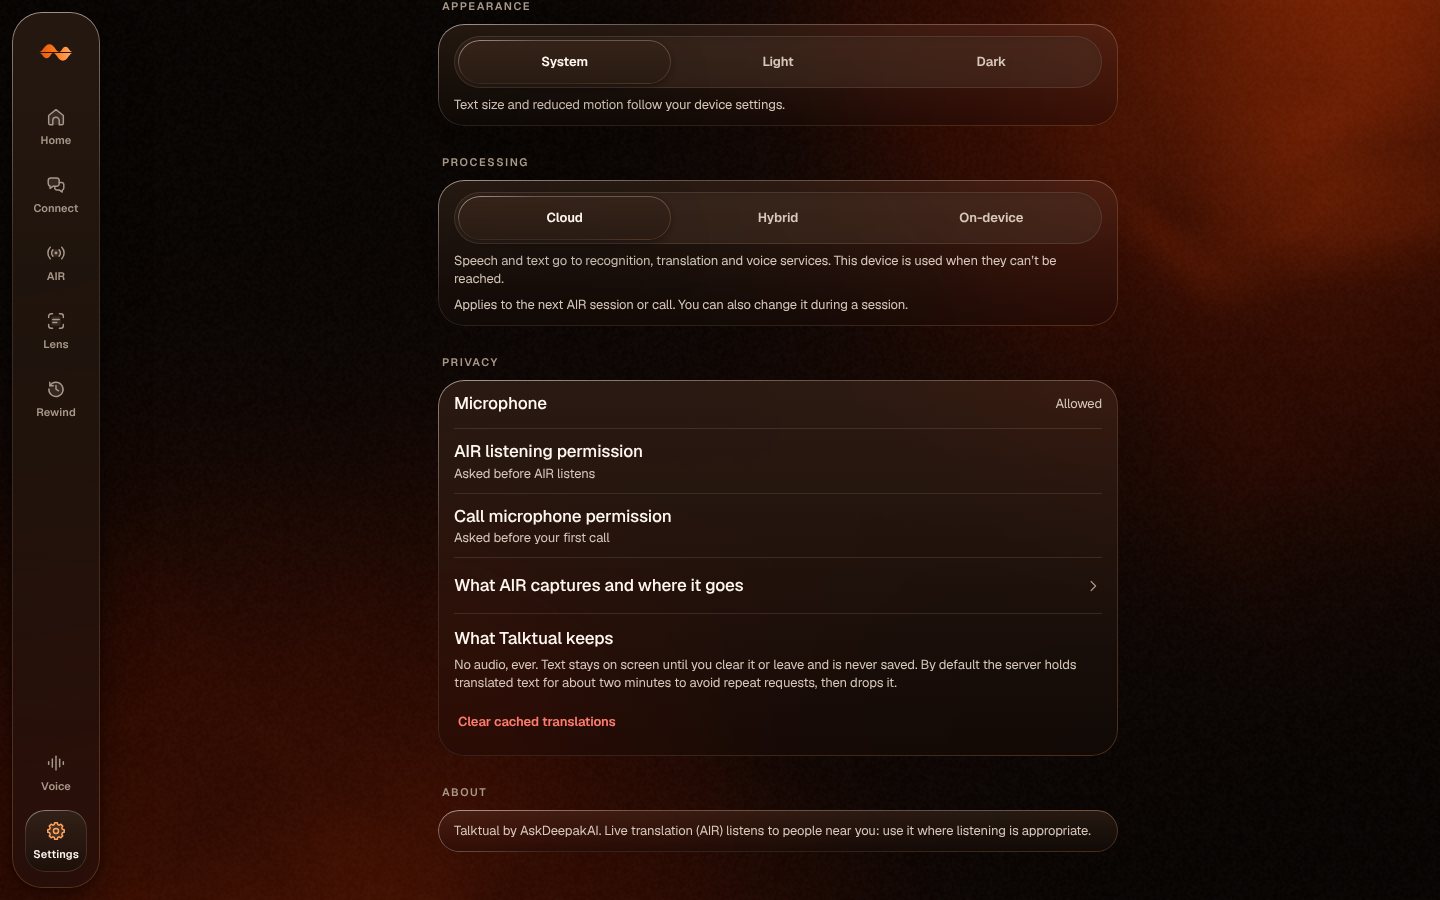 APPEARANCE
System
Light
Dark
Text size and reduced motion follow your device settings.
PROCESSING
Cloud
Hybrid
On-device
Speech and text go to recognition, translation and voice services. This device is used when they can't be
reached.
Applies to the next AIR session or call. You can also change it during a session.
PRIVACY
Microphone
Allowed
AIR listening permission
Asked before AIR listens
Call microphone permission
Asked before your first call
What AIR captures and where it goes
What Talktual keeps
No audio, ever. Text stays on screen until you clear it or leave and is never saved. By default the server holds
translated text for about two minutes to avoid repeat requests, then drops it.
Clear cached translations
ABOUT
Talktual by AskDeepakAI. Live translation (AIR) listens to people near you: use it where listening is appropriate.
Home
Connect
AIR
Lens
Rewind
Voice
Settings